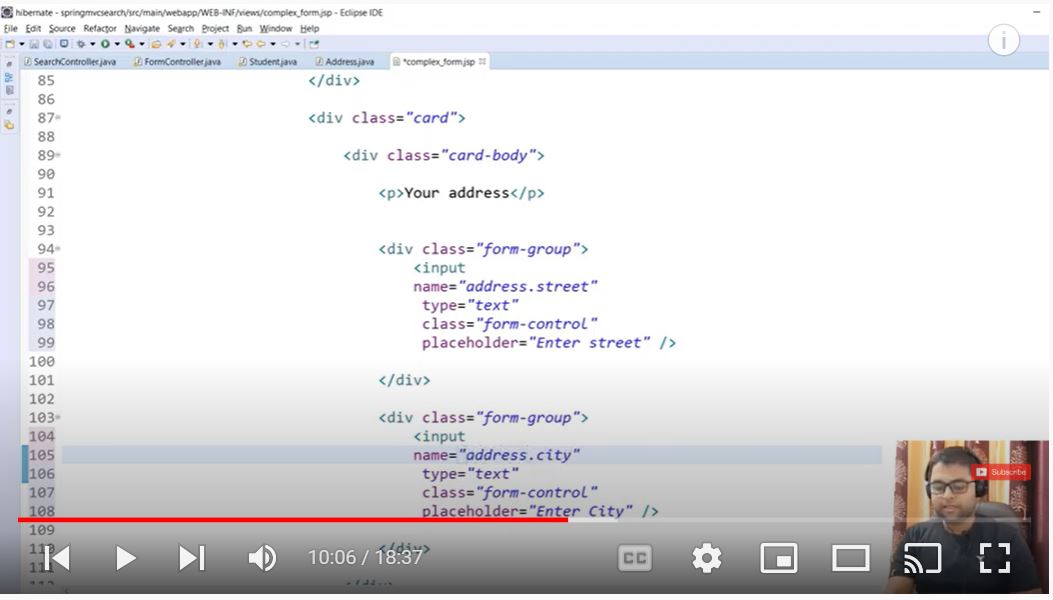 hibernate - springmvcsearch/src/main/webapp/WEB-INF/views/complex_form.jsp - Eclipse IDE
File Edit Source Refactor Navigate Search Project Run Window Help
SearchController.java FormController.java Student.java Address.java *complex_form.jsp
85 </div>
86
87 <div class="card">
88
89 <div class="card-body">
90
91 <p>Your address</p>
92
93
94 <div class="form-group">
95 <input
96 name="address.street"
97 type="text"
98 class="form-control"
99 placeholder="Enter street" />
100
101 </div>
102
103 <div class="form-group">
104 <input
105 name="address.city"
106 type="text"
107 class="form-control"
108 placeholder="Enter City" />
109
110 </div>
111
112 </div>
Subscribe
10:06 / 18:37
CC